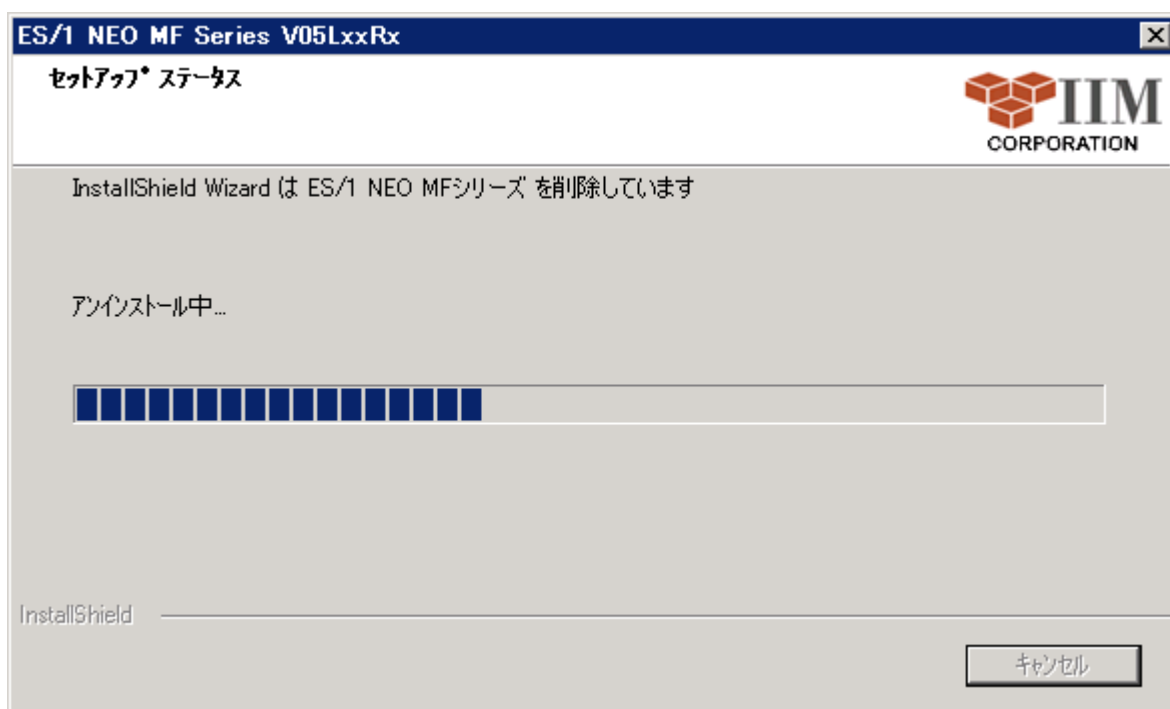 ES/1 NEO MF Series V05LxxRx
セットアップ ステータス
IIM
CORPORATION
InstallShield Wizard は ES/1 NEO MFシリーズ を削除しています
アンインストール中...
InstallShield
キャンセル